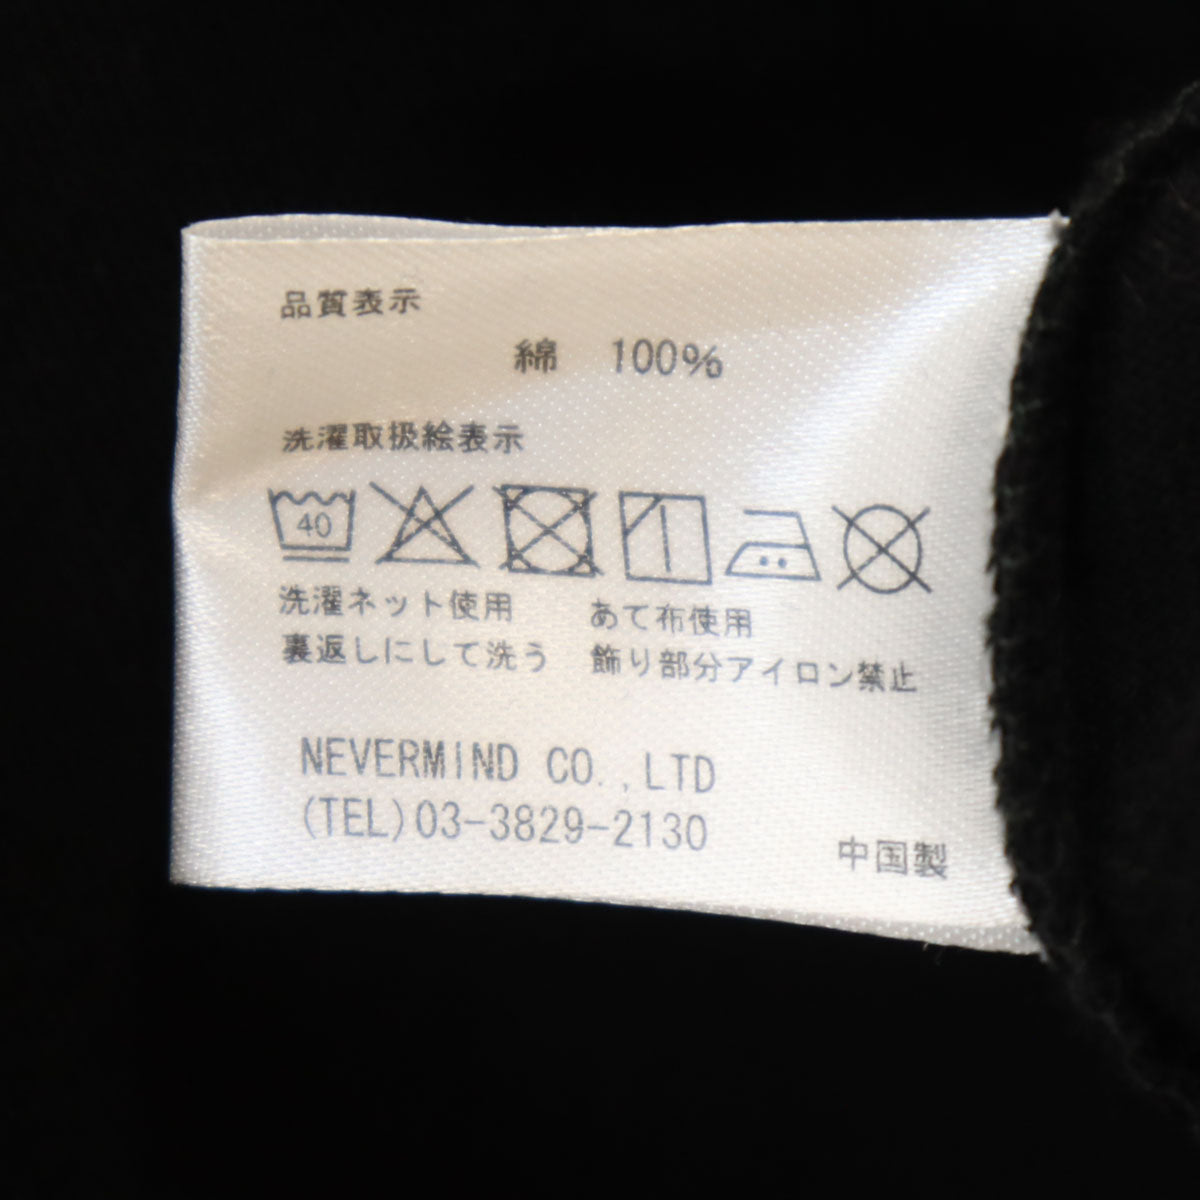 品質表示
綿 100%
洗濯取扱絵表示
40
洗濯ネット使用 あて布使用
裏返しにして洗う 飾り部分アイロン禁止
NEVERMIND CO.,LTD
(TEL)03-3829-2130
中国製